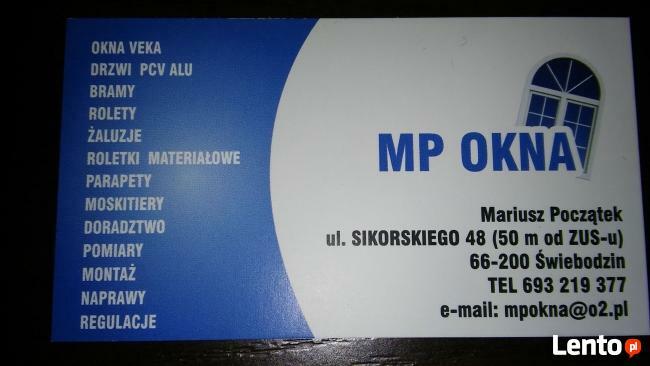 OKNA VEKA
DRZWI PCV ALU
BRAMY
ROLETY
ŻALUZJE
ROLETKI MATERIAŁOWE
PARAPETY
MOSKITIERY
DORADZTWO
POMIARY
MONTAŻ
NAPRAWY
REGULACJE
MP OKNA
Mariusz Początek
ul. SIKORSKIEGO 48 (50 m od ZUS-u)
66-200 Świebodzin
TEL 693 219 377
e-mail: mpokna@o2.pl
Lento.pl